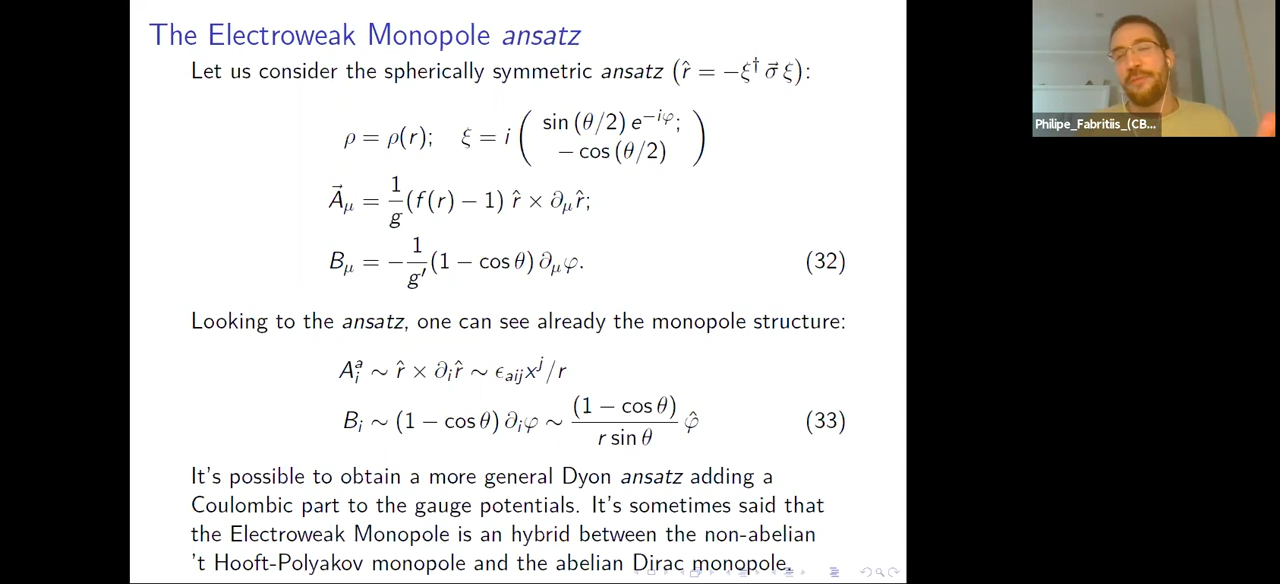 The Electroweak Monopole ansatz
Let us consider the spherically symmetric ansatz (r̂ = −ξ† σ⃗ ξ):
ρ = ρ(r);   ξ = i ( sin (θ/2) e^{−iφ};
− cos (θ/2) )
A⃗_μ = 1/g (f(r) − 1) r̂ × ∂_μ r̂;
B_μ = − 1/g′ (1 − cos θ) ∂_μ φ.   (32)
Looking to the ansatz, one can see already the monopole structure:
A_i^a ∼ r̂ × ∂_i r̂ ∼ ϵ_{aij} x^j/r
B_i ∼ (1 − cos θ) ∂_i φ ∼ (1 − cos θ)/(r sin θ) φ̂   (33)
It's possible to obtain a more general Dyon ansatz adding a
Coulombic part to the gauge potentials. It's sometimes said that
the Electroweak Monopole is an hybrid between the non-abelian
't Hooft-Polyakov monopole and the abelian Dirac monopole.
Philipe_Fabritiis_(CB...